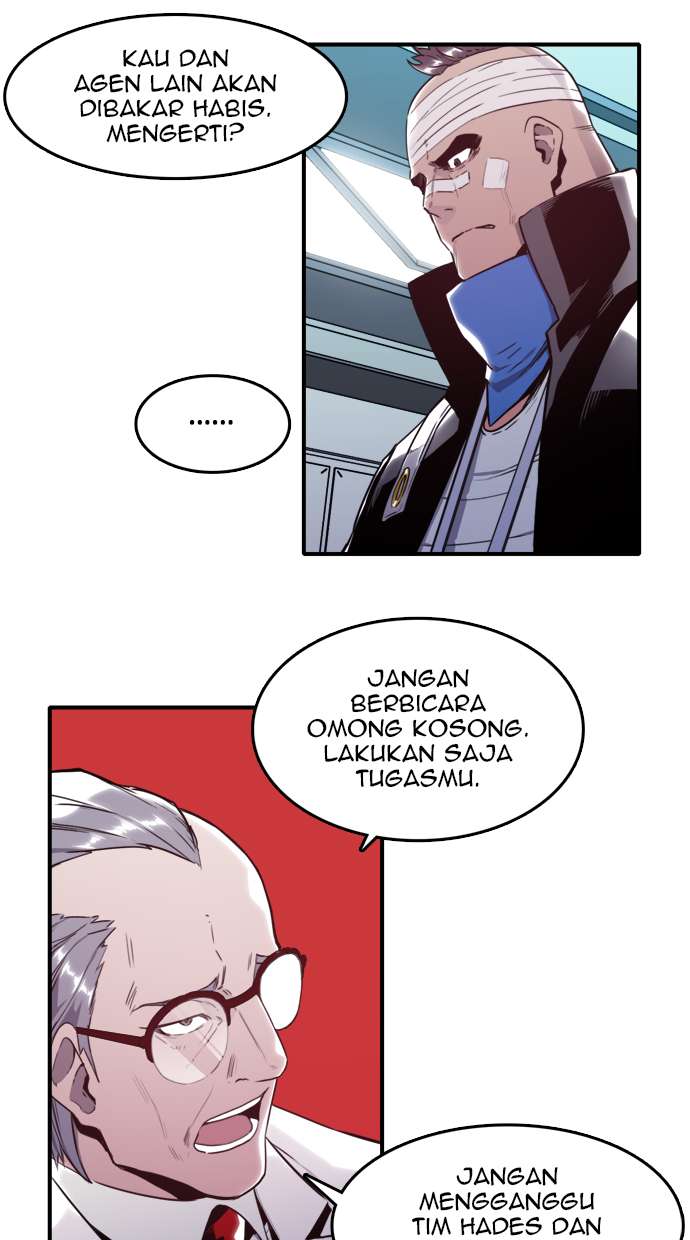 KAU DAN
AGEN LAIN AKAN
DIBAKAR HABIS,
MENGERTI?
......
JANGAN
BERBICARA
OMONG KOSONG,
LAKUKAN SAJA
TUGASMU.
JANGAN
MENGGANGGU
TIM HADES DAN